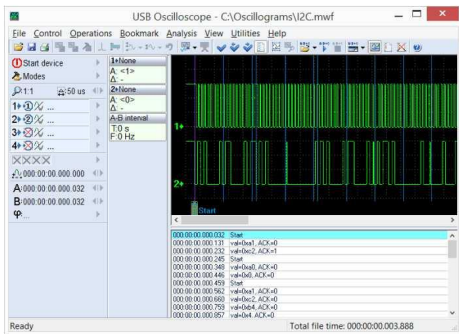 USB Oscilloscope - C:\Oscillograms\I2C.mwf
File Control Operations Bookmark Analysis View Utilities Help
Start device
Modes
1:1 50 us
1 ...
2 ...
3 ...
4 ...
000:00:00.000.000
A 000:00:00.000.032
B 000:00:00.000.032
φ...
1 None
A: <1>
Δ: -
2 None
A: <0>
Δ: -
A-B interval
T:0 s
F:0 Hz
1
2
Start
000:00:00.000.032 Start
000:00:00.000.131 val=0xa1, ACK=0
000:00:00.000.232 val=0xc2, ACK=1
000:00:00.000.245 Start
000:00:00.000.348 val=0xa0, ACK=0
000:00:00.000.446 val=0x0, ACK=0
000:00:00.000.459 Start
000:00:00.000.562 val=0xa1, ACK=0
000:00:00.000.660 val=0xc2, ACK=0
000:00:00.000.759 val=0xb4, ACK=0
000:00:00.000.857 val=0x4, ACK=0
Ready
Total file time: 000:00:00.003.888